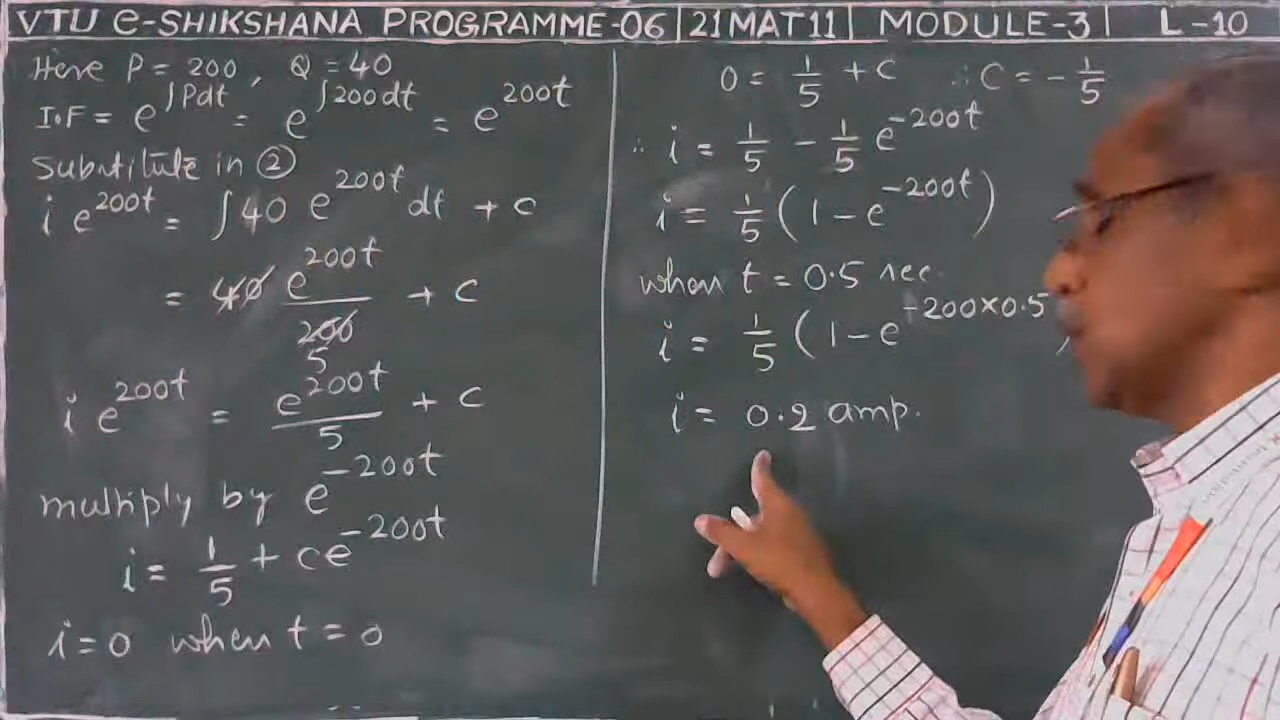 VTU e-SHIKSHANA PROGRAMME-06 | 21MAT11 | MODULE-3 | L-10
Here P = 200, Q = 40
I.F = e^∫Pdt = e^∫200dt = e^200t
Substitute in ②
i e^200t = ∫40 e^200t dt + c
= 40 e^200t / 200 + c
5
i e^200t = e^200t / 5 + c
multiply by e^-200t
i = 1/5 + ce^-200t
i = 0 when t = 0
0 = 1/5 + c ∴ C = -1/5
∴ i = 1/5 - 1/5 e^-200t
i = 1/5 (1 - e^-200t)
when t = 0.5 sec.
i = 1/5 (1 - e^-200×0.5
i = 0.2 amp.